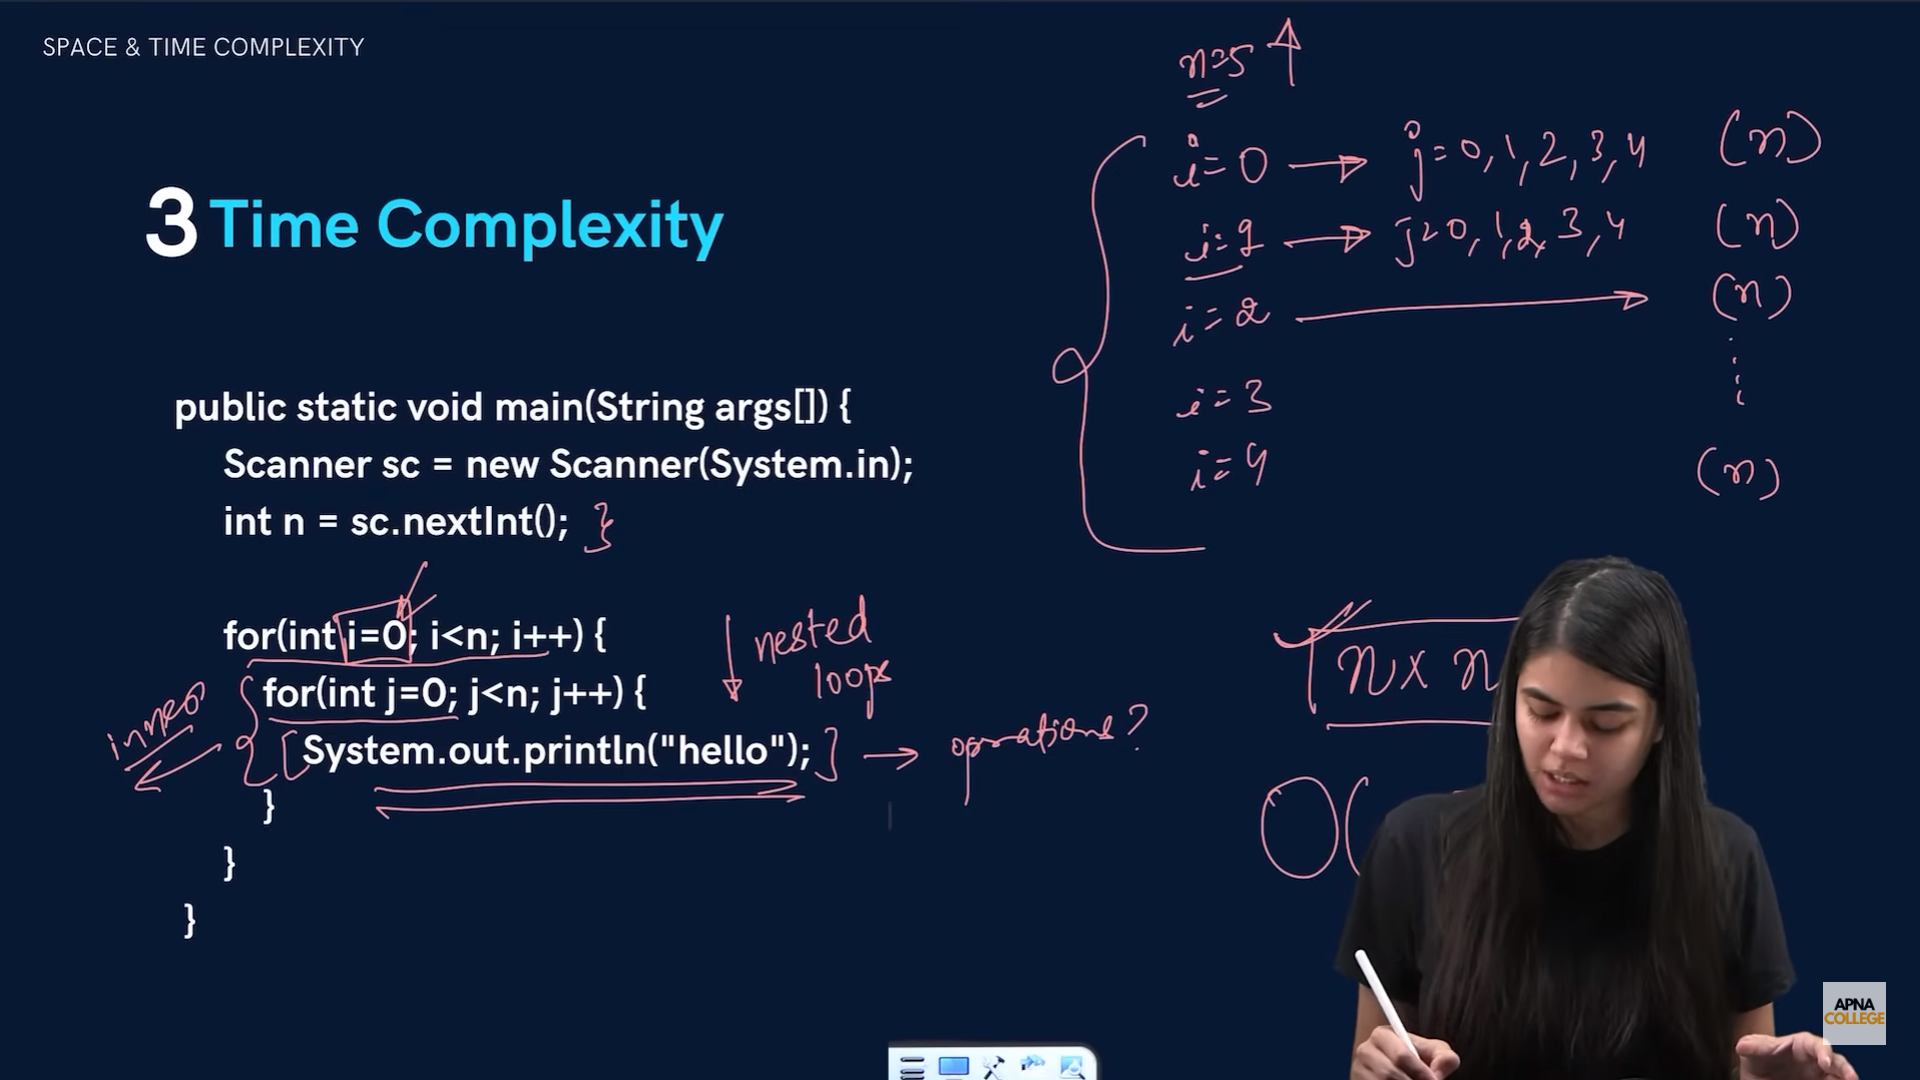 SPACE & TIME COMPLEXITY
n=5
3 Time Complexity
i=0 → j=0,1,2,3,4 (n)
i=1 → j=0,1,2,3,4 (n)
i=2 → (n)
i=3
i=4 (n)
public static void main(String args[]) {
Scanner sc = new Scanner(System.in);
int n = sc.nextInt(); }
for(int i=0; i<n; i++) {
nested
loops
for(int j=0; j<n; j++) {
inner
System.out.println("hello");
→ operations?
}
}
}
n x n
O(
APNA
COLLEGE